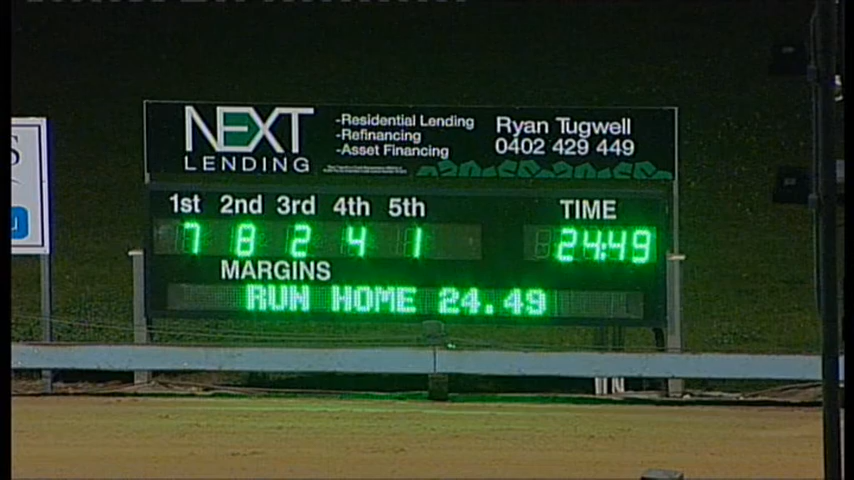 NEXT
LENDING
-Residential Lending
-Refinancing
-Asset Financing
Ryan Tugwell
0402 429 449
1st 2nd 3rd 4th 5th TIME
7 8 2 4 1 24:49
MARGINS
RUN HOME 24.49